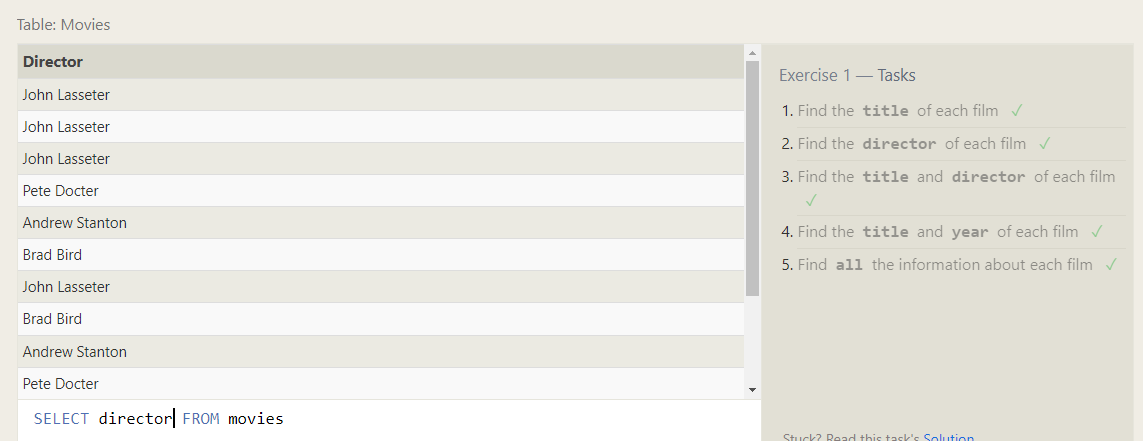 Table: Movies
Director
John Lasseter
John Lasseter
John Lasseter
Pete Docter
Andrew Stanton
Brad Bird
John Lasseter
Brad Bird
Andrew Stanton
Pete Docter
SELECT director FROM movies
Exercise 1 — Tasks
1. Find the title of each film ✓
2. Find the director of each film ✓
3. Find the title and director of each film
✓
4. Find the title and year of each film ✓
5. Find all the information about each film ✓
Stuck? Read this task's Solution